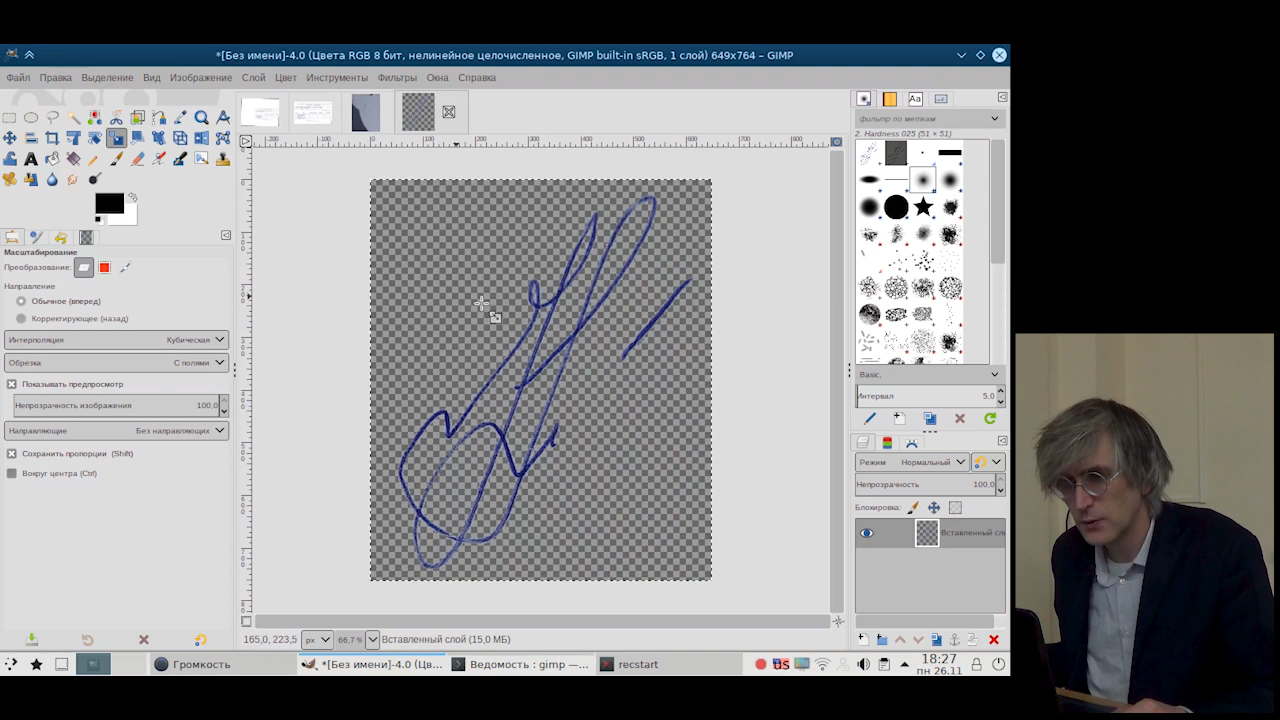 *[Без имени]-4.0 (Цвета RGB 8 бит, нелинейное целочисленное, GIMP built-in sRGB, 1 слой) 649x764 – GIMP
Файл Правка Выделение Вид Изображение Слой Цвет Инструменты Фильтры Окна Справка
фильтр по меткам
2. Hardness 025 (51 × 51)
Масштабирование
Преобразование:
Направление
Обычное (вперед)
Корректирующее (назад)
Интерполяция Кубическая
Обрезка С полями
Показывать предпросмотр
Непрозрачность изображения 100,0
Направляющие Без направляющих
Сохранить пропорции (Shift)
Вокруг центра (Ctrl)
Basic,
Интервал 5,0
Режим Нормальный
Непрозрачность 100,0
Блокировка:
Вставленный сло
165,0, 223,5 px 66.7 % Вставленный слой (15,0 МБ)
Громкость *[Без имени]-4.0 (Цв... Ведомость : gimp —... recstart us 18:27
пн 26.11